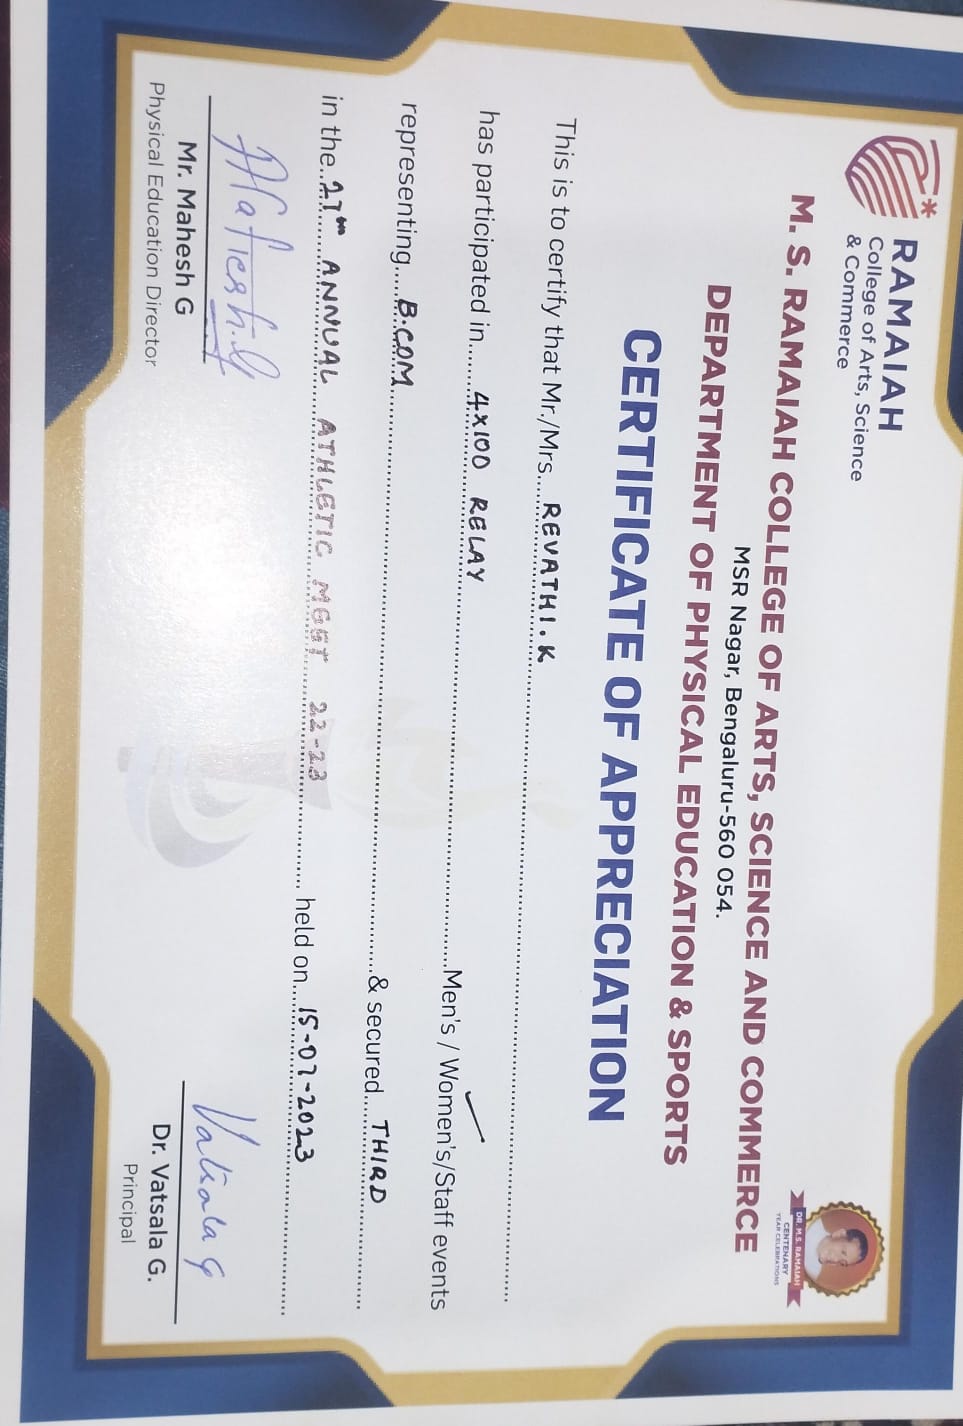 RAMAIAH
College of Arts, Science
& Commerce
DR. M.S. RAMAIAH
CENTENARY
YEAR CELEBRATIONS
M. S. RAMAIAH COLLEGE OF ARTS, SCIENCE AND COMMERCE
MSR Nagar, Bengaluru-560 054.
DEPARTMENT OF PHYSICAL EDUCATION & SPORTS
CERTIFICATE OF APPRECIATION
This is to certify that Mr./Mrs. REVATHI.K
has participated in 4X100 RELAY Men's / Women's/Staff events
representing B.COM & secured THIRD
in the 27th ANNUAL ATHLETIC MEET 22-23 held on 15-07-2023
Vatsala G
Mr. Mahesh G
Physical Education Director
Dr. Vatsala G.
Principal